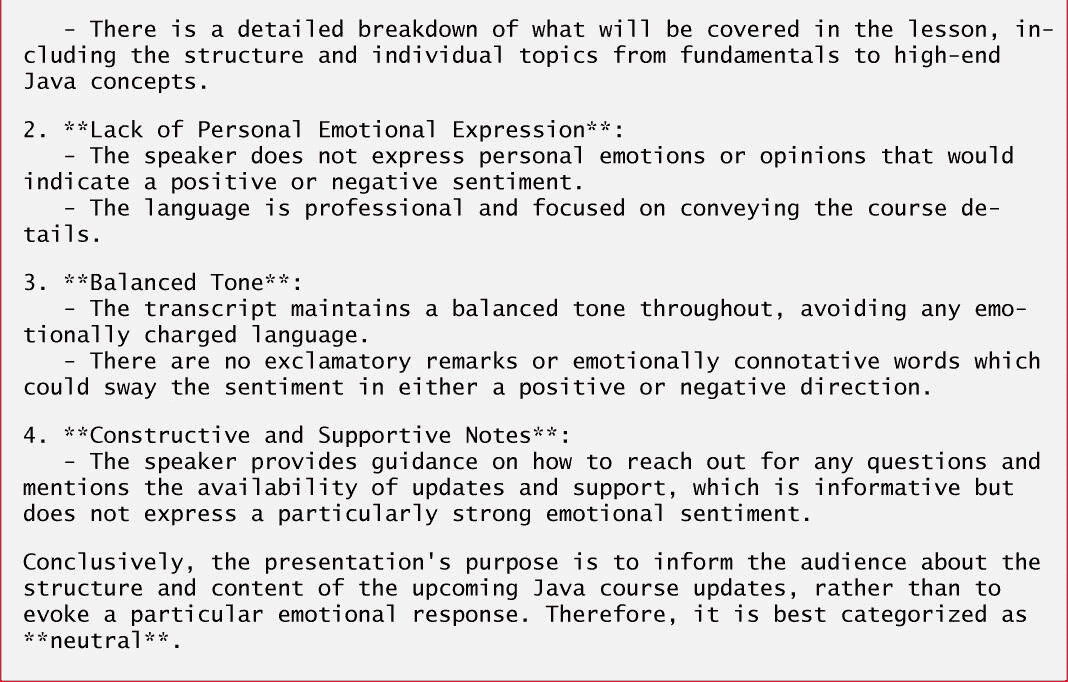 - There is a detailed breakdown of what will be covered in the lesson, in-
cluding the structure and individual topics from fundamentals to high-end
Java concepts.
2. **Lack of Personal Emotional Expression**:
- The speaker does not express personal emotions or opinions that would
indicate a positive or negative sentiment.
- The language is professional and focused on conveying the course de-
tails.
3. **Balanced Tone**:
- The transcript maintains a balanced tone throughout, avoiding any emo-
tionally charged language.
- There are no exclamatory remarks or emotionally connotative words which
could sway the sentiment in either a positive or negative direction.
4. **Constructive and Supportive Notes**:
- The speaker provides guidance on how to reach out for any questions and
mentions the availability of updates and support, which is informative but
does not express a particularly strong emotional sentiment.
Conclusively, the presentation's purpose is to inform the audience about the
structure and content of the upcoming Java course updates, rather than to
evoke a particular emotional response. Therefore, it is best categorized as
**neutral**.